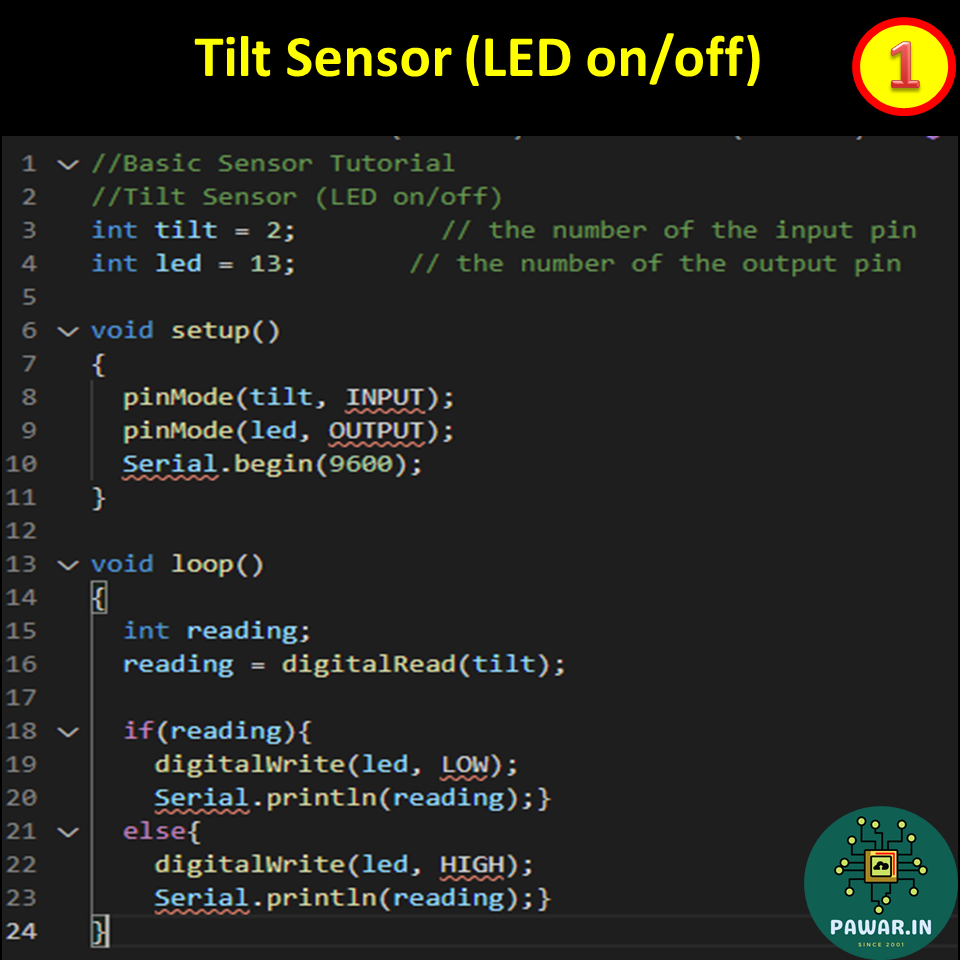 Tilt Sensor (LED on/off)
1
1 //Basic Sensor Tutorial
2 //Tilt Sensor (LED on/off)
3 int tilt = 2;         // the number of the input pin
4 int led = 13;       // the number of the output pin
5
6 void setup()
7 {
8   pinMode(tilt, INPUT);
9   pinMode(led, OUTPUT);
10   Serial.begin(9600);
11 }
12
13 void loop()
14 {
15   int reading;
16   reading = digitalRead(tilt);
17
18   if(reading){
19     digitalWrite(led, LOW);
20     Serial.println(reading);}
21   else{
22     digitalWrite(led, HIGH);
23     Serial.println(reading);}
24 }
PAWAR.IN
SINCE 2001